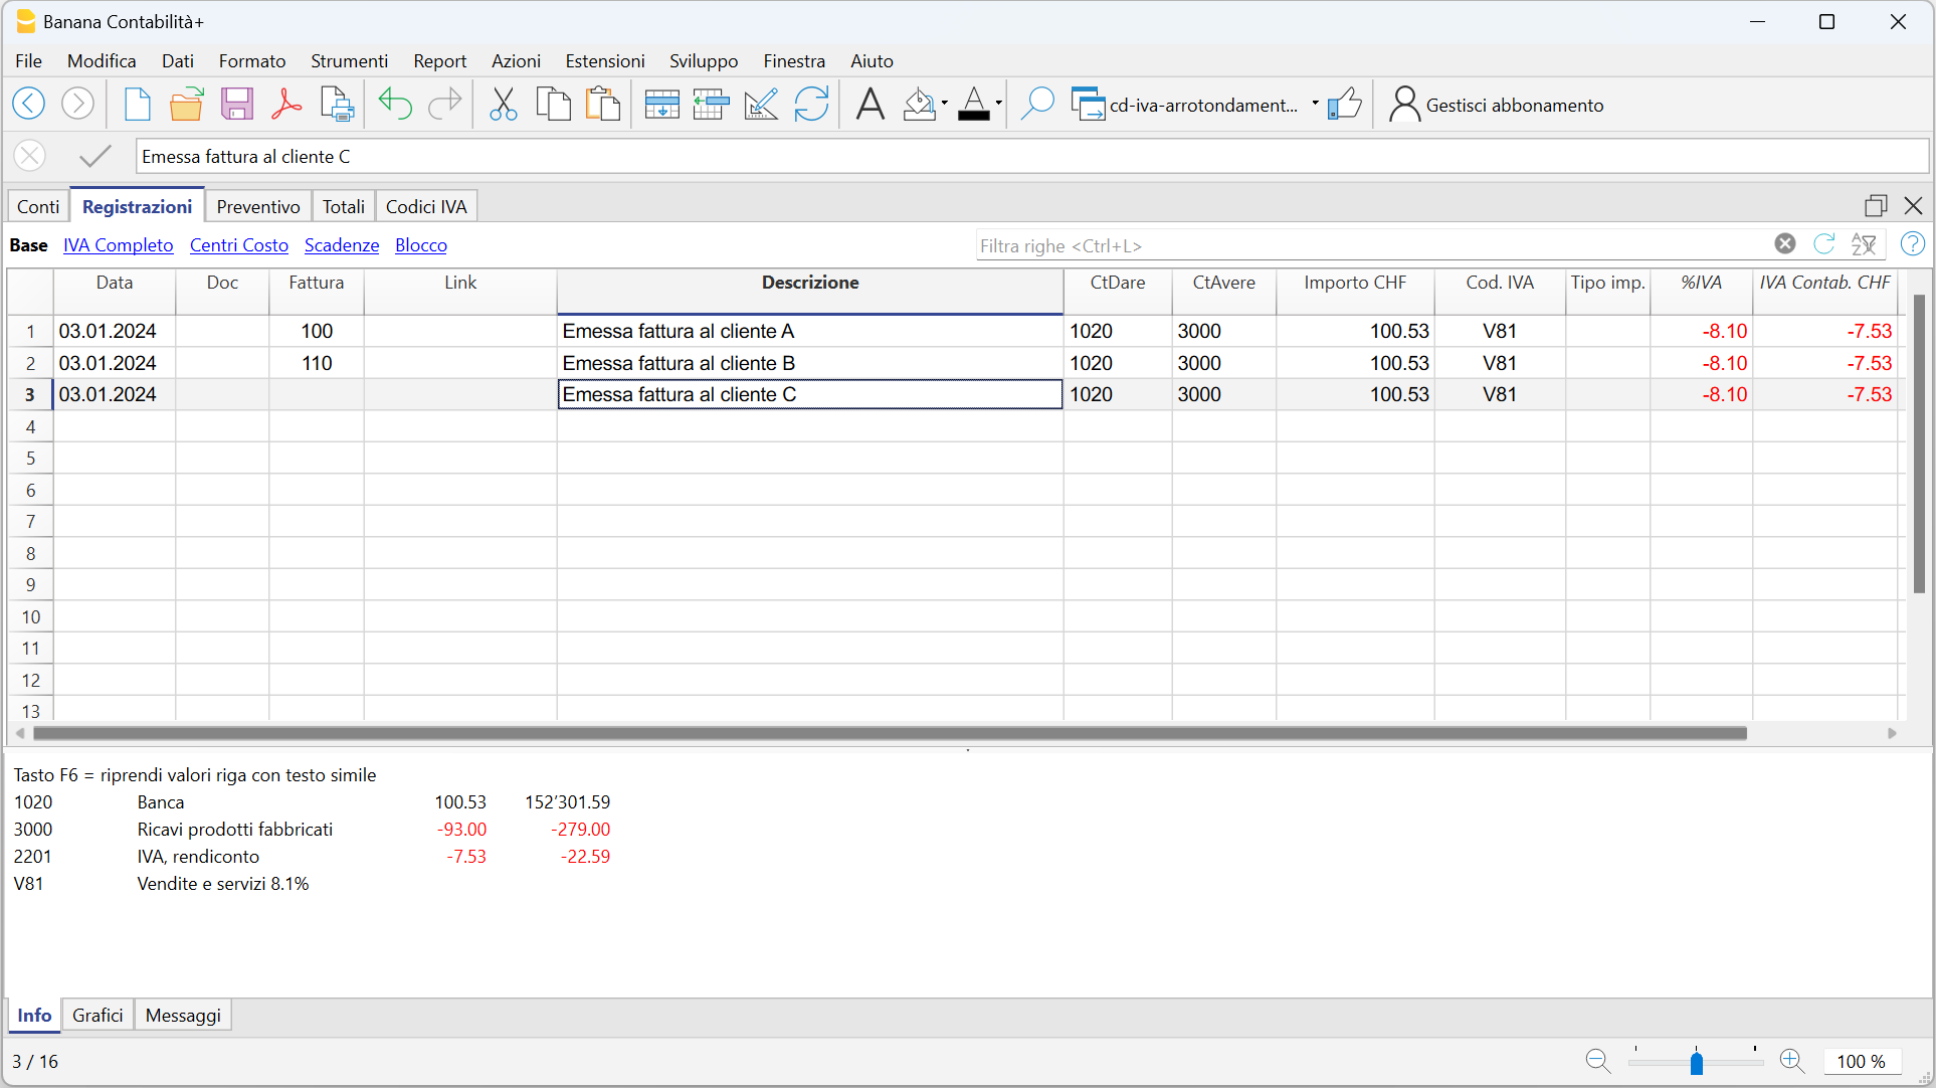 Banana Contabilità+
File Modifica Dati Formato Strumenti Report Azioni Estensioni Sviluppo Finestra Aiuto
cd-iva-arrotondament... Gestisci abbonamento
Emessa fattura al cliente C
Conti Registrazioni Preventivo Totali Codici IVA
Base IVA Completo Centri Costo Scadenze Blocco Filtra righe <Ctrl+L>
Data Doc Fattura Link Descrizione CtDare CtAvere Importo CHF Cod. IVA Tipo imp. %IVA IVA Contab. CHF
1 03.01.2024 100 Emessa fattura al cliente A 1020 3000 100.53 V81 -8.10 -7.53
2 03.01.2024 110 Emessa fattura al cliente B 1020 3000 100.53 V81 -8.10 -7.53
3 03.01.2024 Emessa fattura al cliente C 1020 3000 100.53 V81 -8.10 -7.53
4
5
6
7
8
9
10
11
12
13
Tasto F6 = riprendi valori riga con testo simile
1020 Banca 100.53 152’301.59
3000 Ricavi prodotti fabbricati -93.00 -279.00
2201 IVA, rendiconto -7.53 -22.59
V81 Vendite e servizi 8.1%
Info Grafici Messaggi
3 / 16 100 %